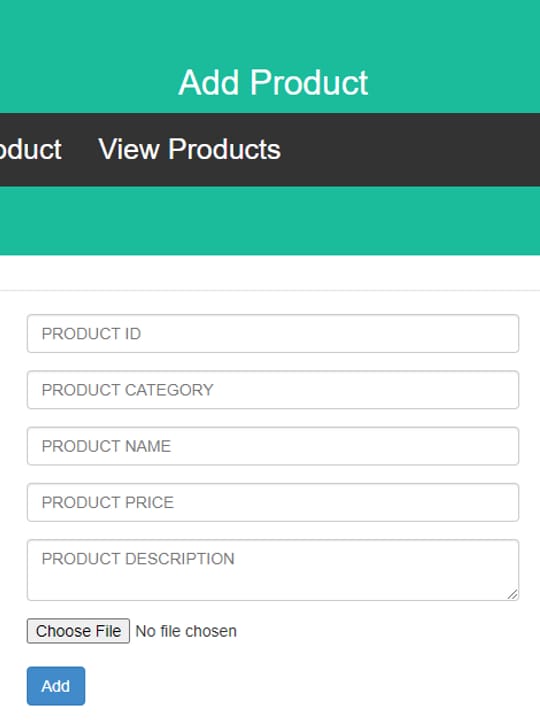 Add Product
oduct View Products
PRODUCT ID
PRODUCT CATEGORY
PRODUCT NAME
PRODUCT PRICE
PRODUCT DESCRIPTION
Choose File No file chosen
Add